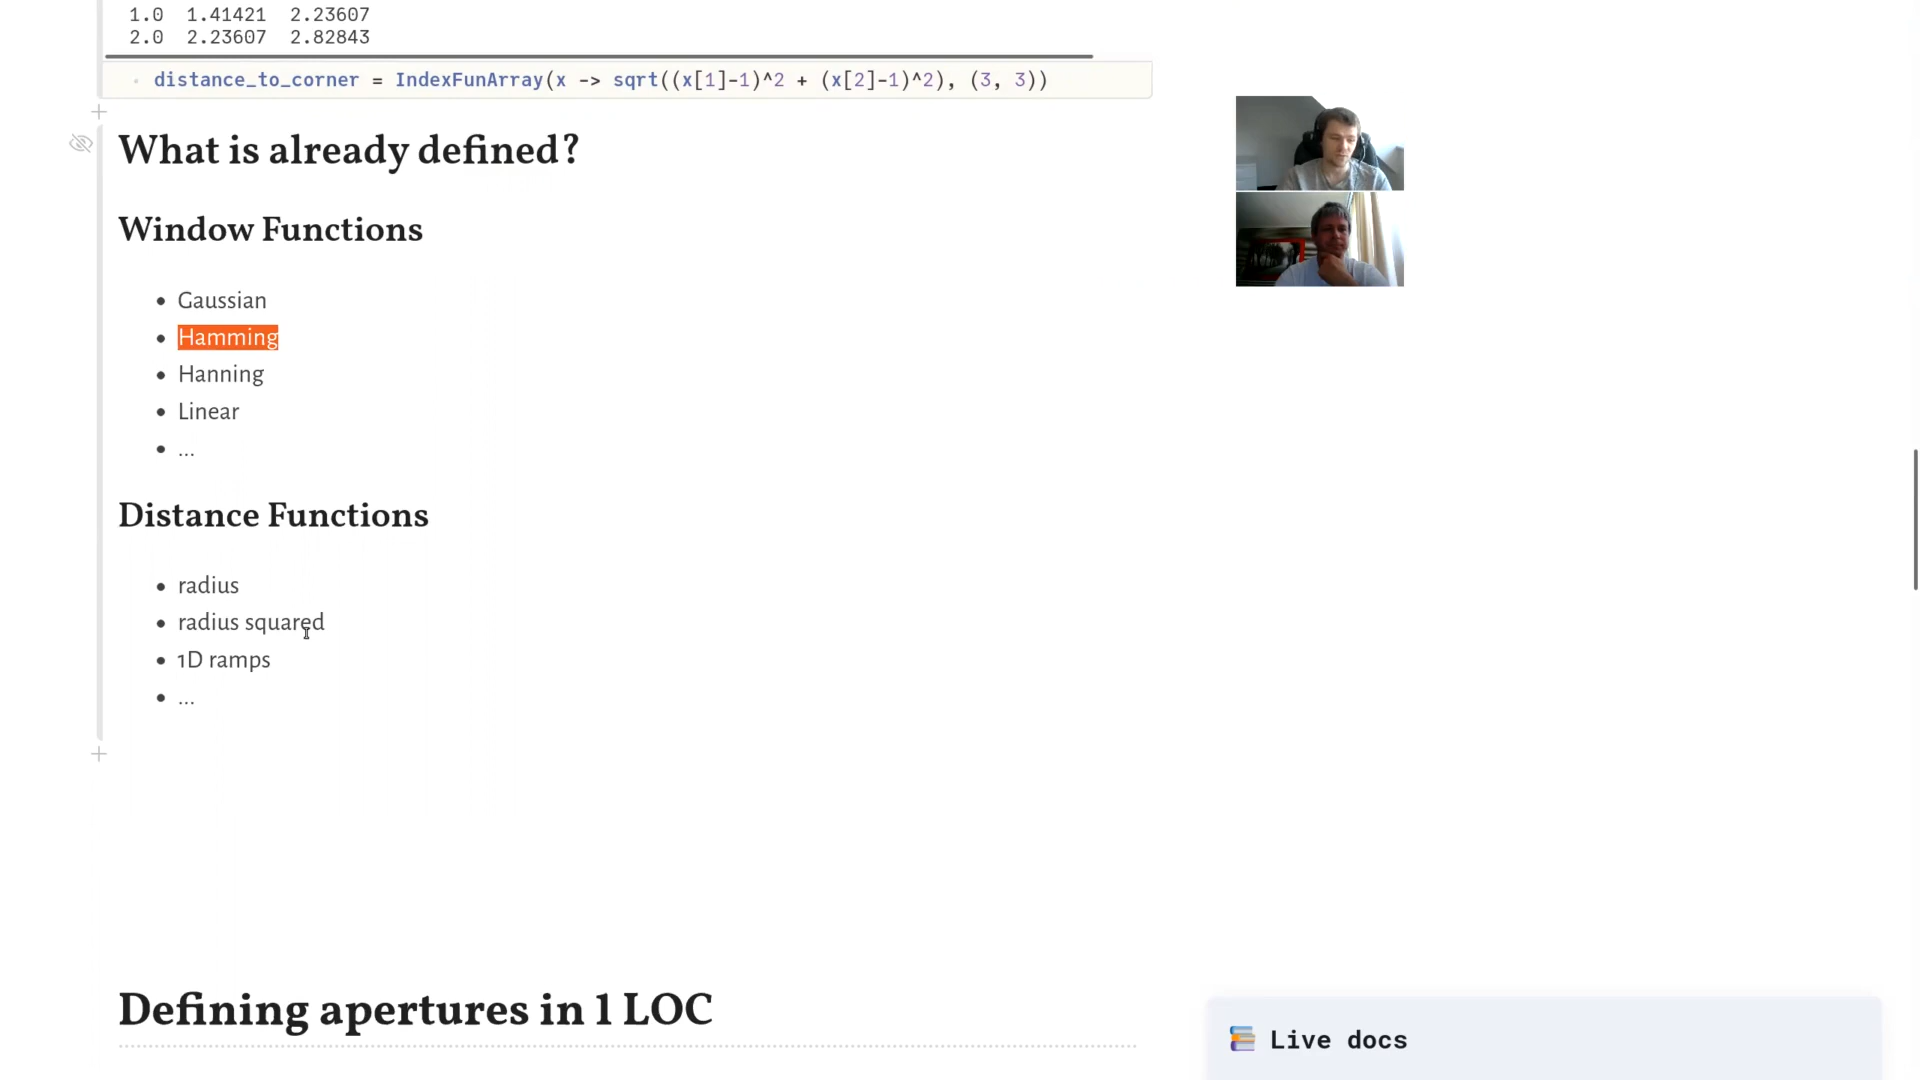 1.0 1.41421 2.23607
2.0 2.23607 2.82843
distance_to_corner = IndexFunArray(x -> sqrt((x[1]-1)^2 + (x[2]-1)^2), (3, 3))
What is already defined?
Window Functions
• Gaussian
• Hamming
• Hanning
• Linear
• ...
Distance Functions
• radius
• radius squared
• 1D ramps
• ...
Defining apertures in 1 LOC
Live docs